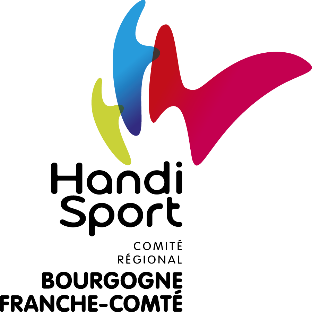 Handi
Sport
COMITÉ
RÉGIONAL
BOURGOGNE
FRANCHE-COMTÉ